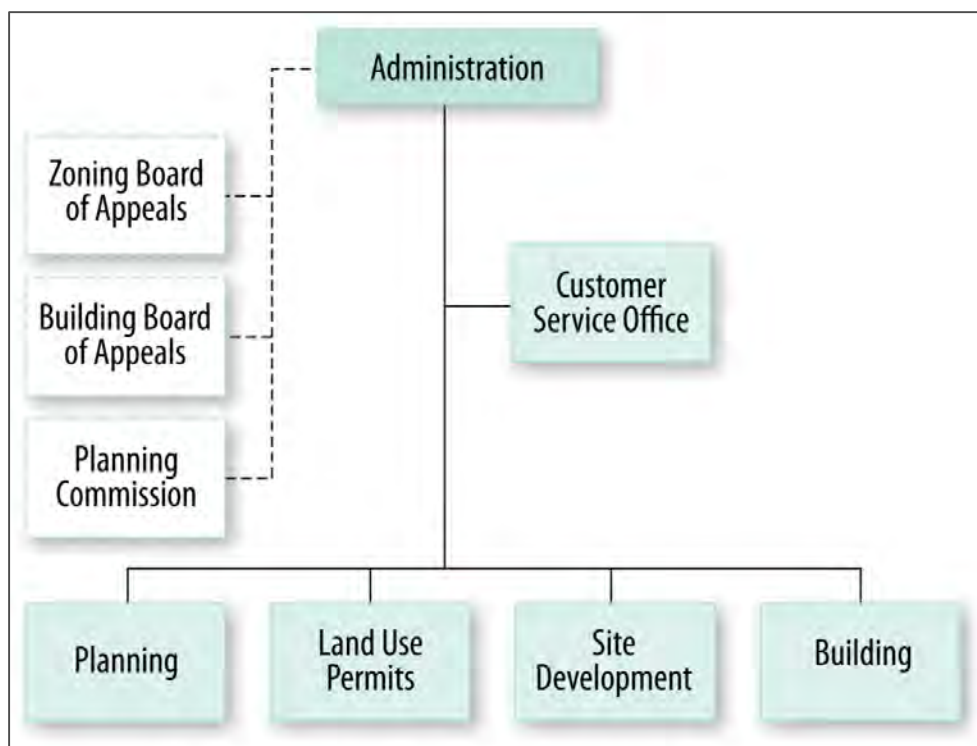 Administration
Zoning Board
of Appeals
Building Board
of Appeals
Planning
Commission
Customer
Service Office
Planning
Land Use
Permits
Site
Development
Building